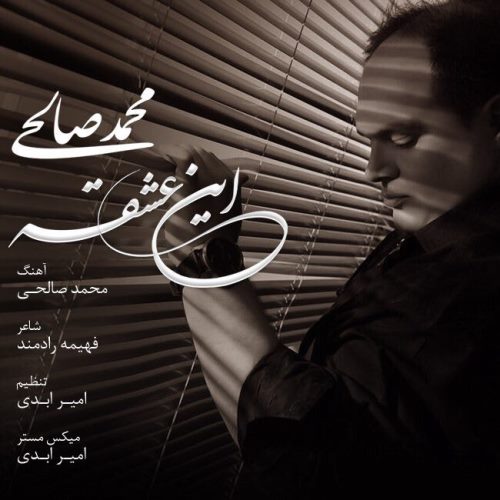 محمد صالحی
این عشقه
آهنگ
محمد صالحی
شاعر
فهیمه رادمند
تنظیم
امیر ابدی
میکس مستر
امیر ابدی